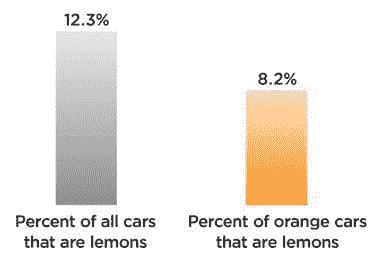 12.3%
8.2%
Percent of all cars
that are lemons
Percent of orange cars
that are lemons